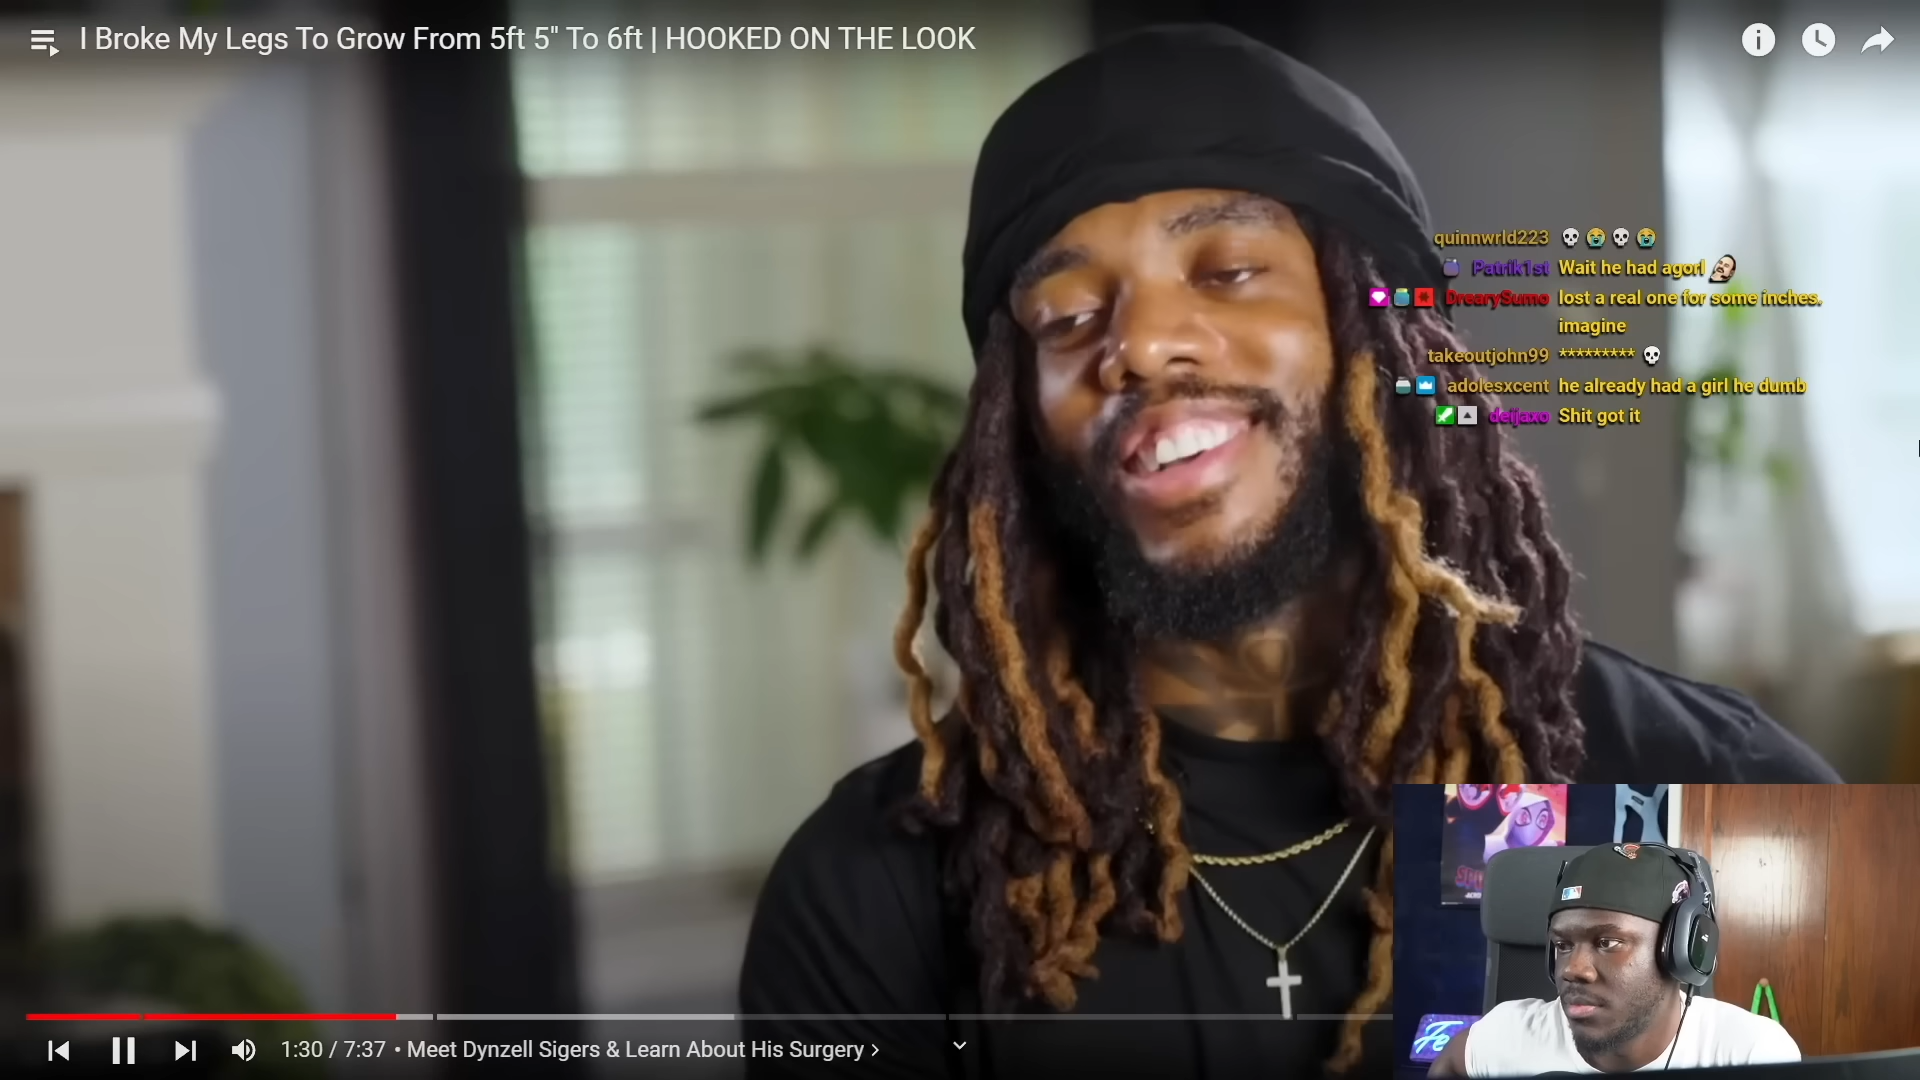 I Broke My Legs To Grow From 5ft 5" To 6ft | HOOKED ON THE LOOK
quinnwrld223
Patrik1st Wait he had agorl
DrearySumo lost a real one for some inches.
imagine
takeoutjohn99 *********
adolesxcent he already had a girl he dumb
deijaxo Shit got it
1:30 / 7:37 • Meet Dynzell Sigers & Learn About His Surgery